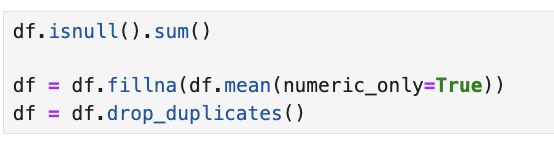 df.isnull().sum()
df = df.fillna(df.mean(numeric_only=True))
df = df.drop_duplicates()